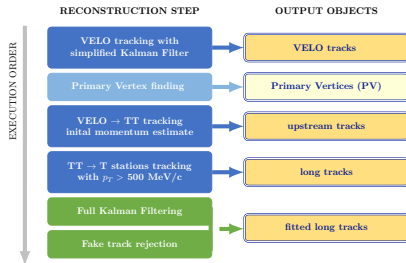 RECONSTRUCTION STEP
OUTPUT OBJECTS
EXECUTION ORDER
VELO tracking with
simplified Kalman Filter
VELO tracks
Primary Vertex finding
Primary Vertices (PV)
VELO → TT tracking
inital momentum estimate
upstream tracks
TT → T stations tracking
with p_T > 500 MeV/c
long tracks
Full Kalman Filtering
fitted long tracks
Fake track rejection